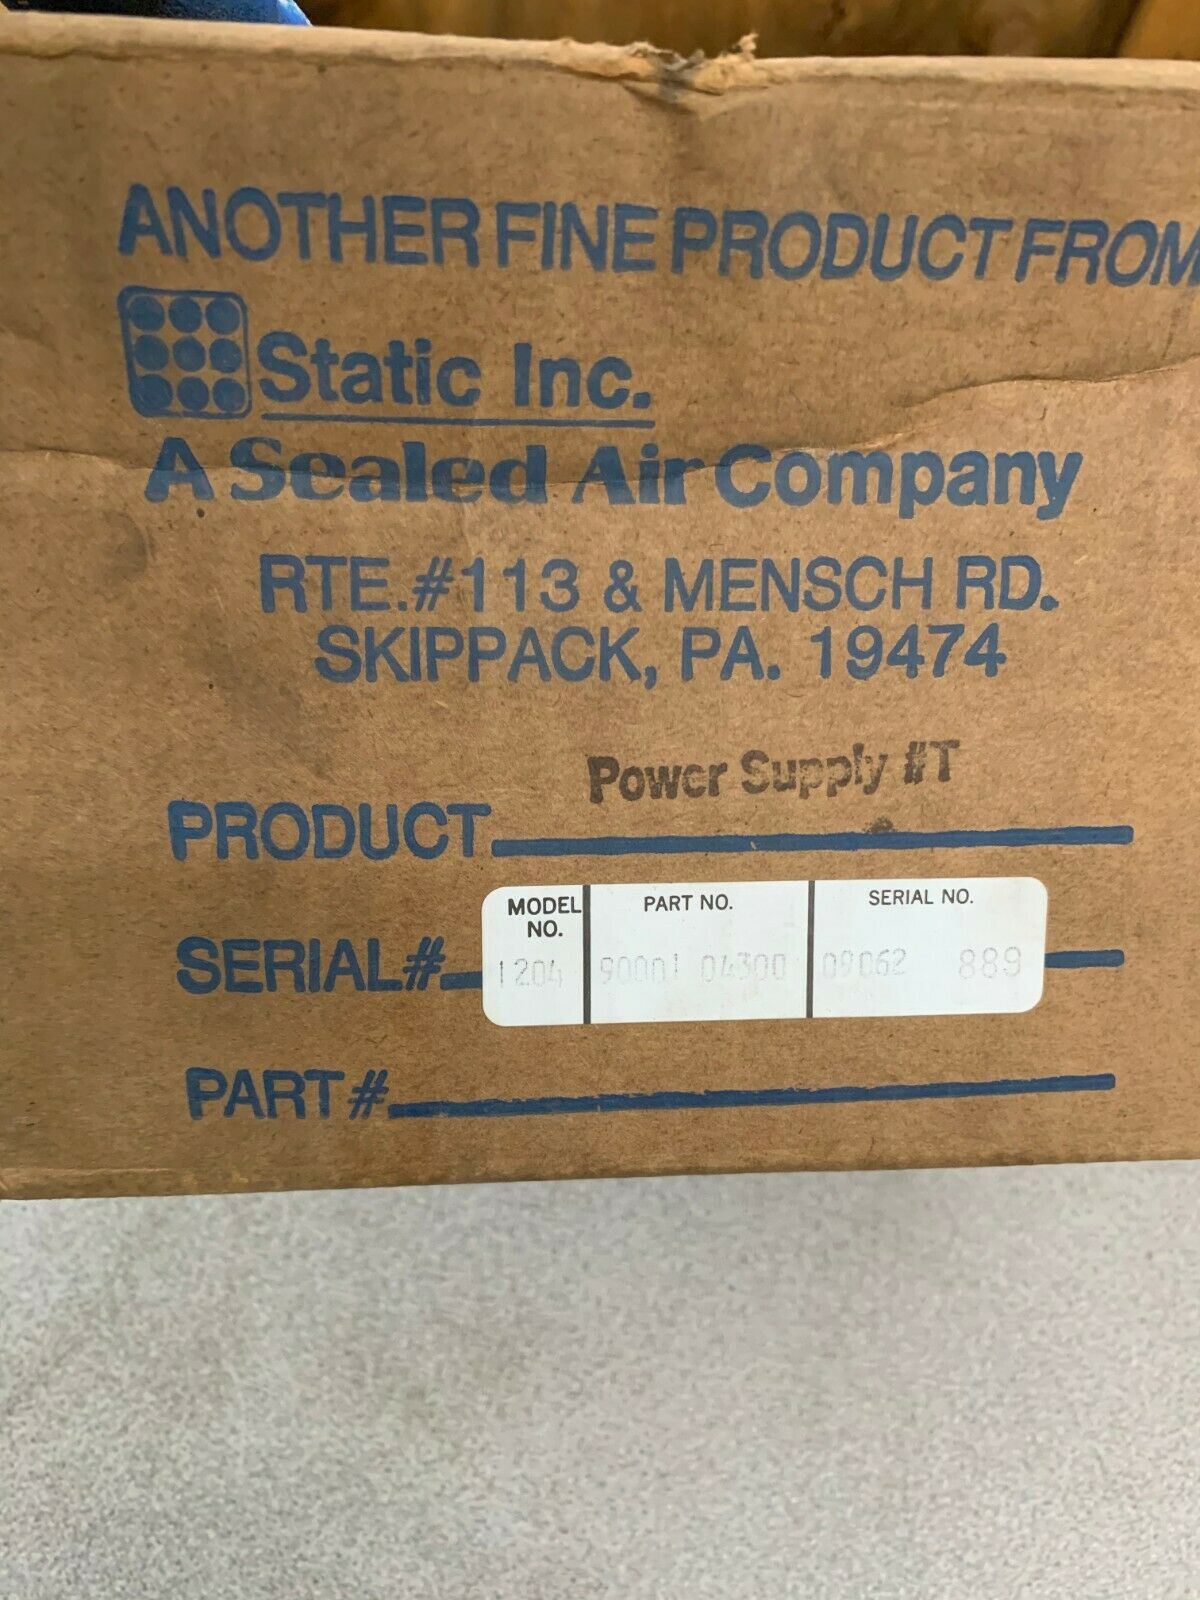 ANOTHER FINE PRODUCT FROM
Static Inc.
A Sealed Air Company
RTE.#113 & MENSCH RD.
SKIPPACK, PA. 19474
Power Supply #T
PRODUCT
MODEL NO. PART NO. SERIAL NO.
SERIAL# 1204 90001 04300 09062 889
PART#